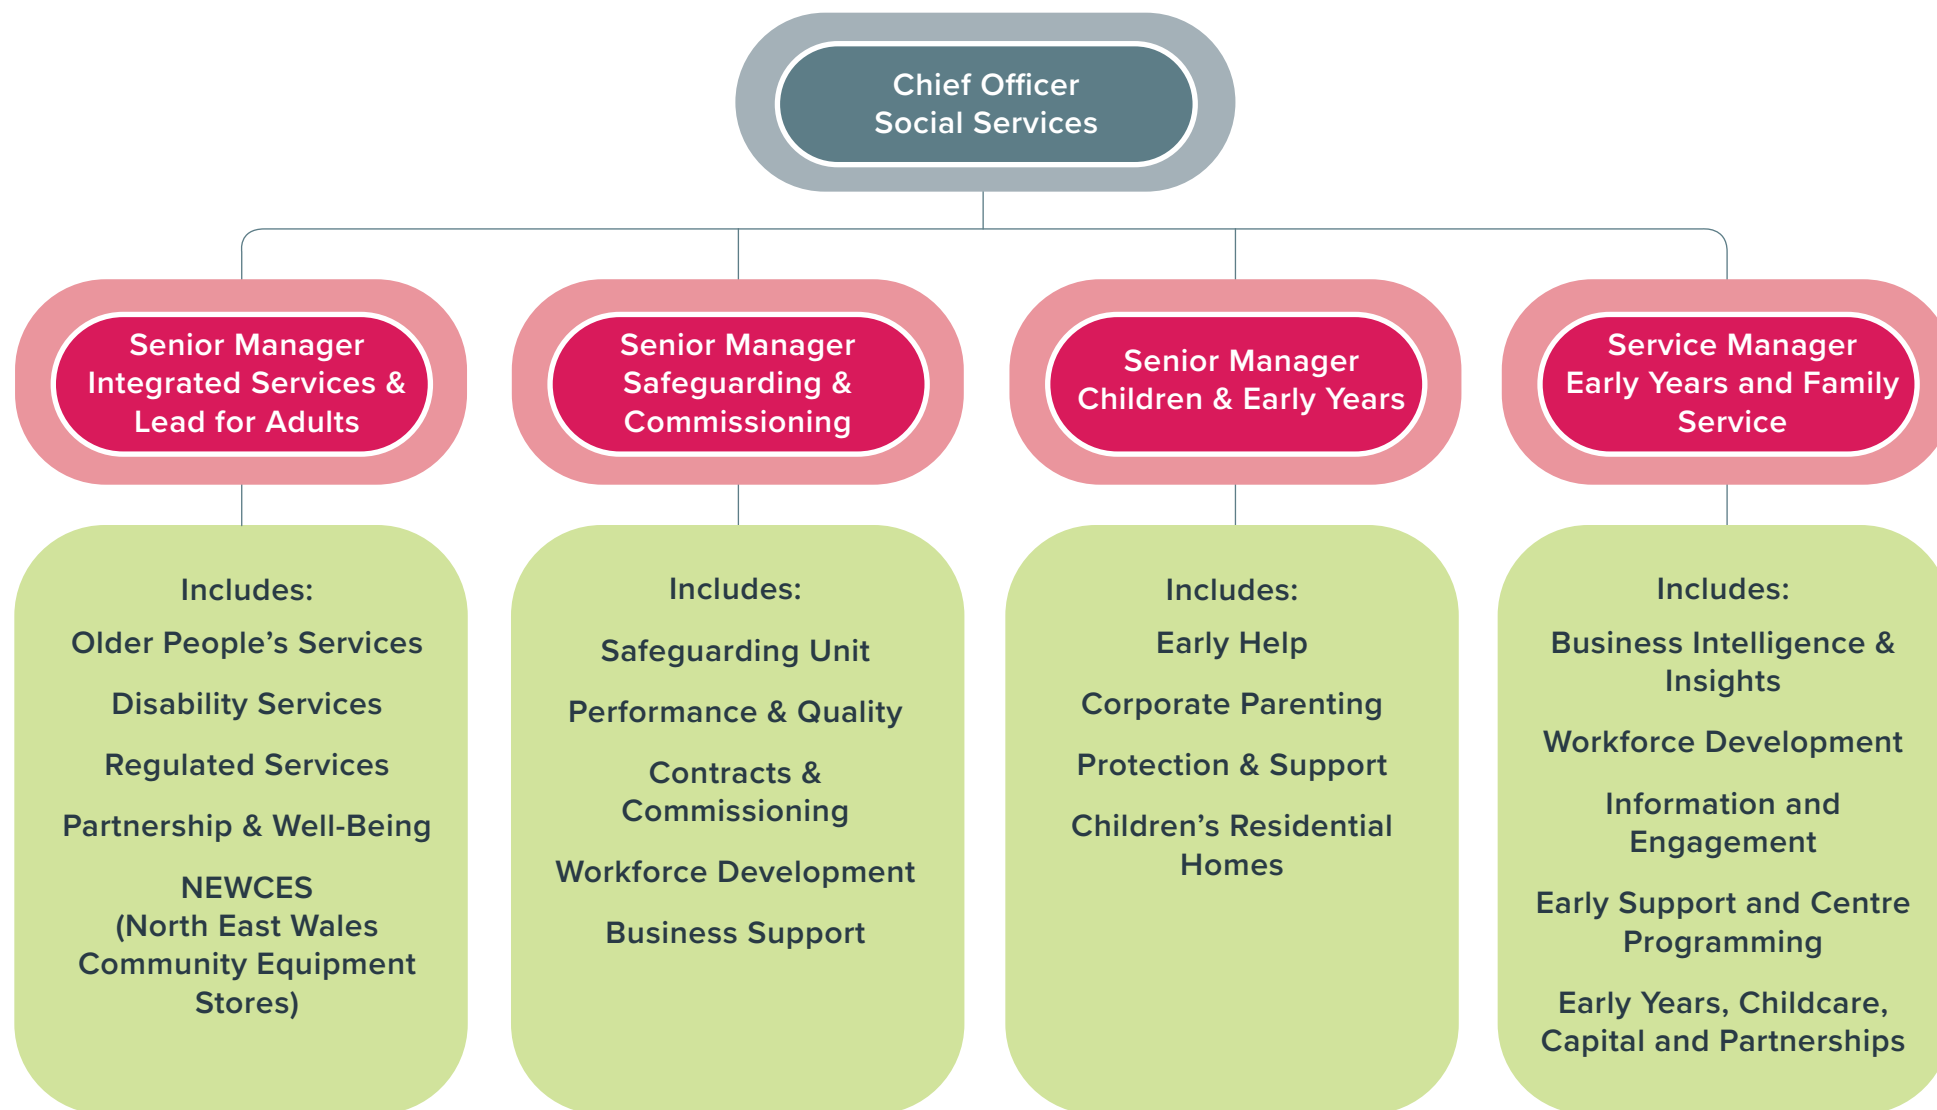 Chief Officer
Social Services
Senior Manager
Integrated Services &
Lead for Adults
Senior Manager
Safeguarding &
Commissioning
Senior Manager
Children & Early Years
Service Manager
Early Years and Family
Service
Includes:
Older People’s Services
Disability Services
Regulated Services
Partnership & Well-Being
NEWCES
(North East Wales
Community Equipment
Stores)
Includes:
Safeguarding Unit
Performance & Quality
Contracts &
Commissioning
Workforce Development
Business Support
Includes:
Early Help
Corporate Parenting
Protection & Support
Children’s Residential
Homes
Includes:
Business Intelligence &
Insights
Workforce Development
Information and
Engagement
Early Support and Centre
Programming
Early Years, Childcare,
Capital and Partnerships